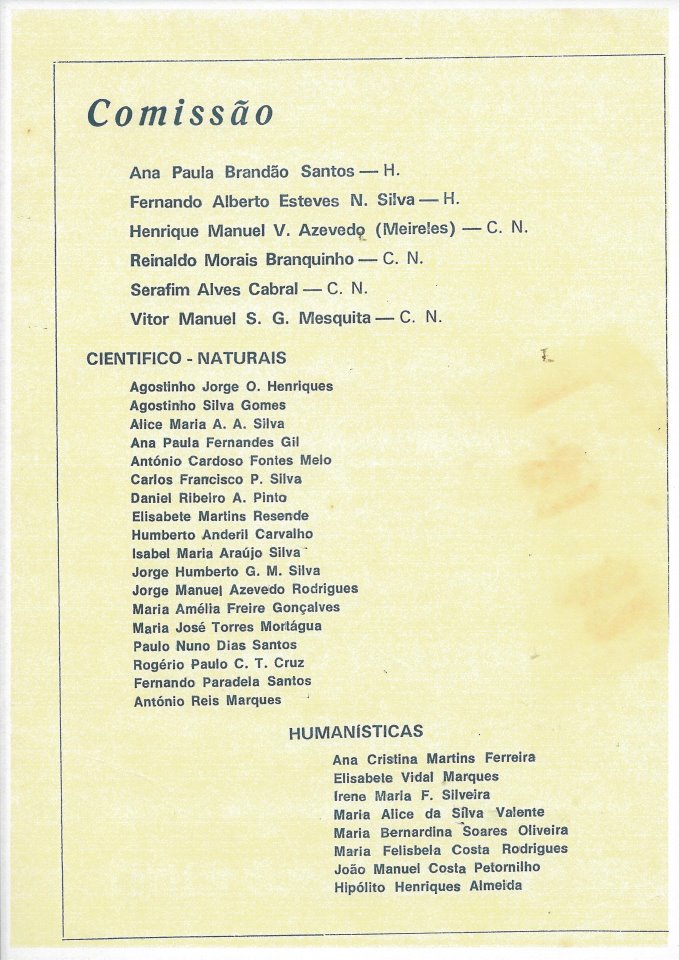 Comissão
Ana Paula Brandão Santos — H.
Fernando Alberto Esteves N. Silva — H.
Henrique Manuel V. Azevedo (Meireles) — C. N.
Reinaldo Morais Branquinho — C. N.
Serafim Alves Cabral — C. N.
Vitor Manuel S. G. Mesquita — C. N.
CIENTIFICO - NATURAIS
Agostinho Jorge O. Henriques
Agostinho Silva Gomes
Alice Maria A. A. Silva
Ana Paula Fernandes Gil
António Cardoso Fontes Melo
Carlos Francisco P. Silva
Daniel Ribeiro A. Pinto
Elisabete Martins Resende
Humberto Anderil Carvalho
Isabel Maria Araújo Silva
Jorge Humberto G. M. Silva
Jorge Manuel Azevedo Rodrigues
Maria Amélia Freire Gonçalves
Maria José Torres Mortágua
Paulo Nuno Dias Santos
Rogério Paulo C. T. Cruz
Fernando Paradela Santos
António Reis Marques
HUMANÍSTICAS
Ana Cristina Martins Ferreira
Elisabete Vidal Marques
Irene Maria F. Silveira
Maria Alice da Silva Valente
Maria Bernardina Soares Oliveira
Maria Felisbela Costa Rodrigues
João Manuel Costa Petornilho
Hipólito Henriques Almeida